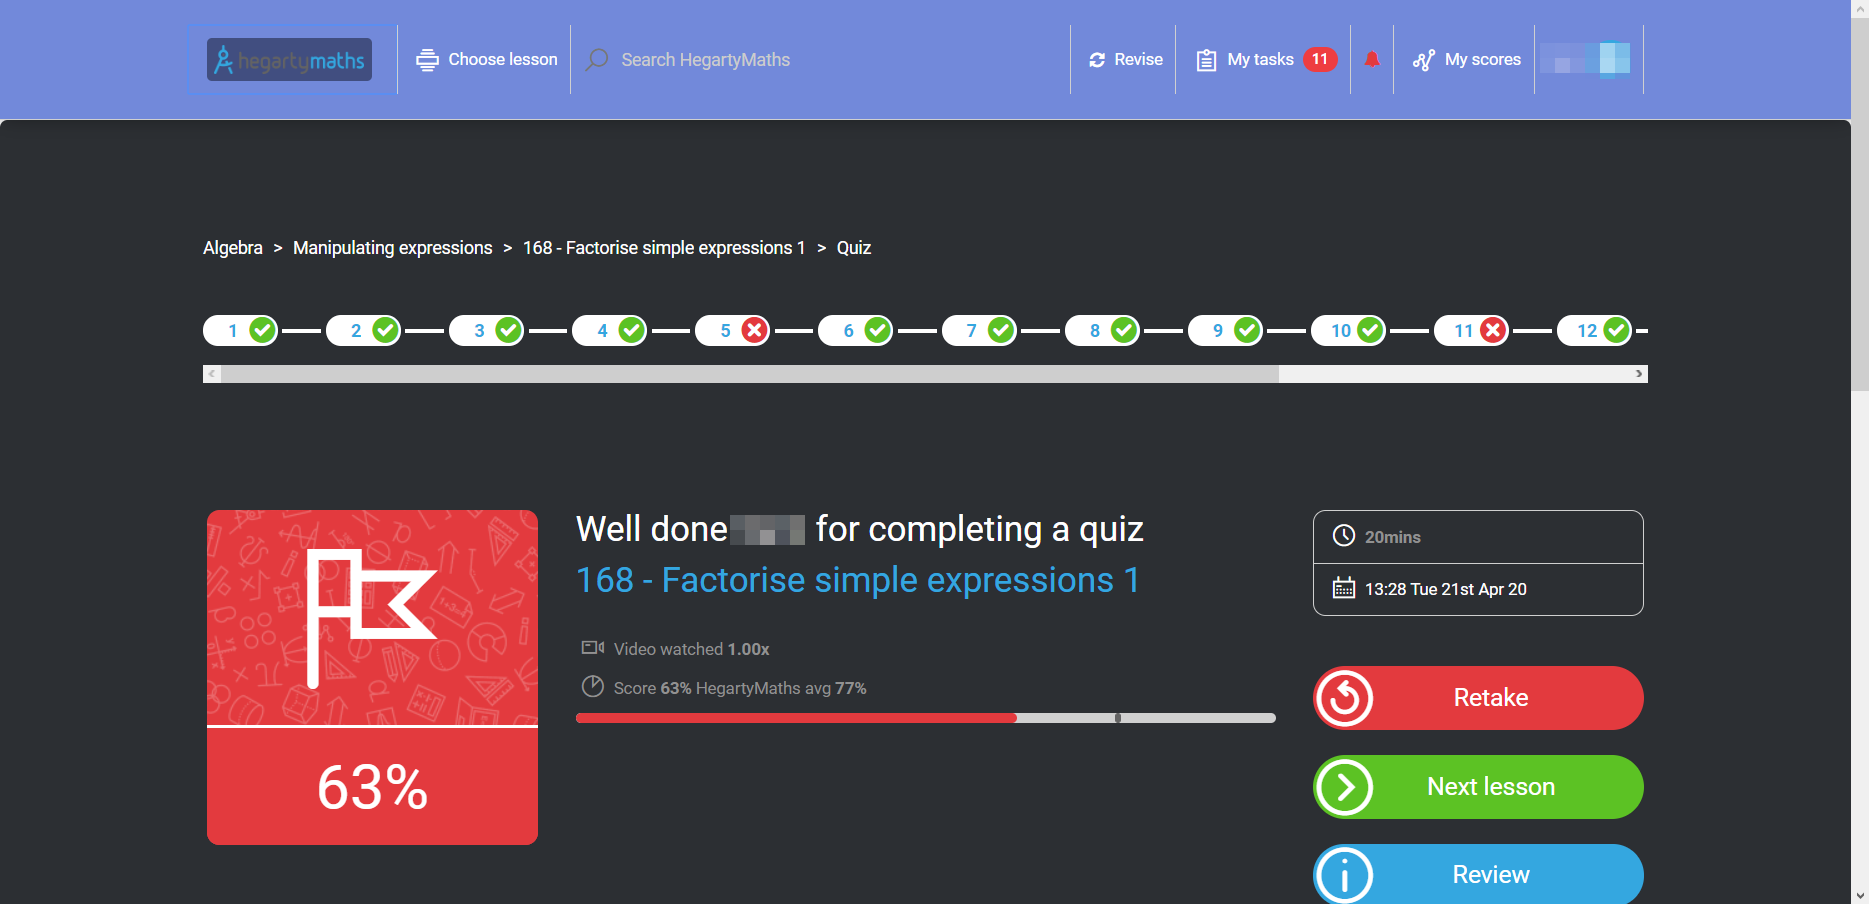 hegartymaths
Choose lesson
Search HegartyMaths
Revise
My tasks 11
My scores
Algebra > Manipulating expressions > 168 - Factorise simple expressions 1 > Quiz
1 2 3 4 5 6 7 8 9 10 11 12
Well done for completing a quiz
168 - Factorise simple expressions 1
Video watched 1.00x
Score 63% HegartyMaths avg 77%
63%
20mins
13:28 Tue 21st Apr 20
Retake
Next lesson
Review